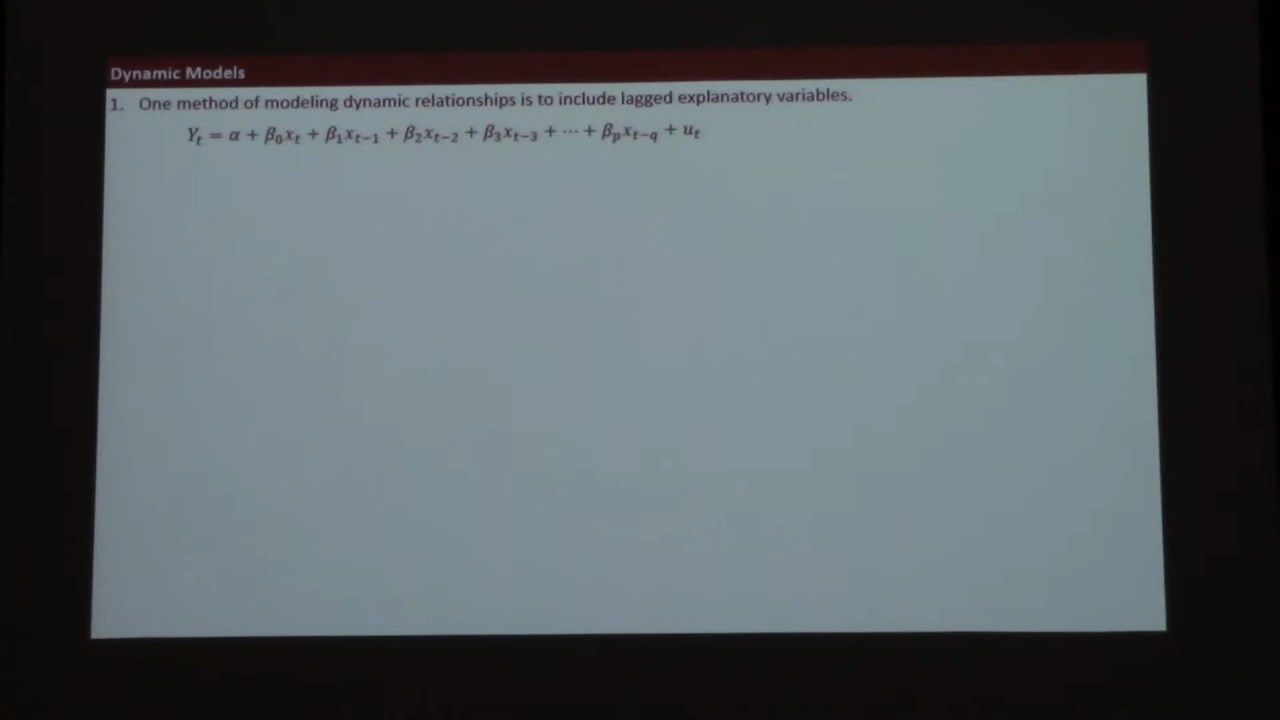 Dynamic Models
1. One method of modeling dynamic relationships is to include lagged explanatory variables.
Yₜ = α + β₀xₜ + β₁xₜ₋₁ + β₂xₜ₋₂ + β₃xₜ₋₃ + ⋯ + βₚxₜ₋q + uₜ